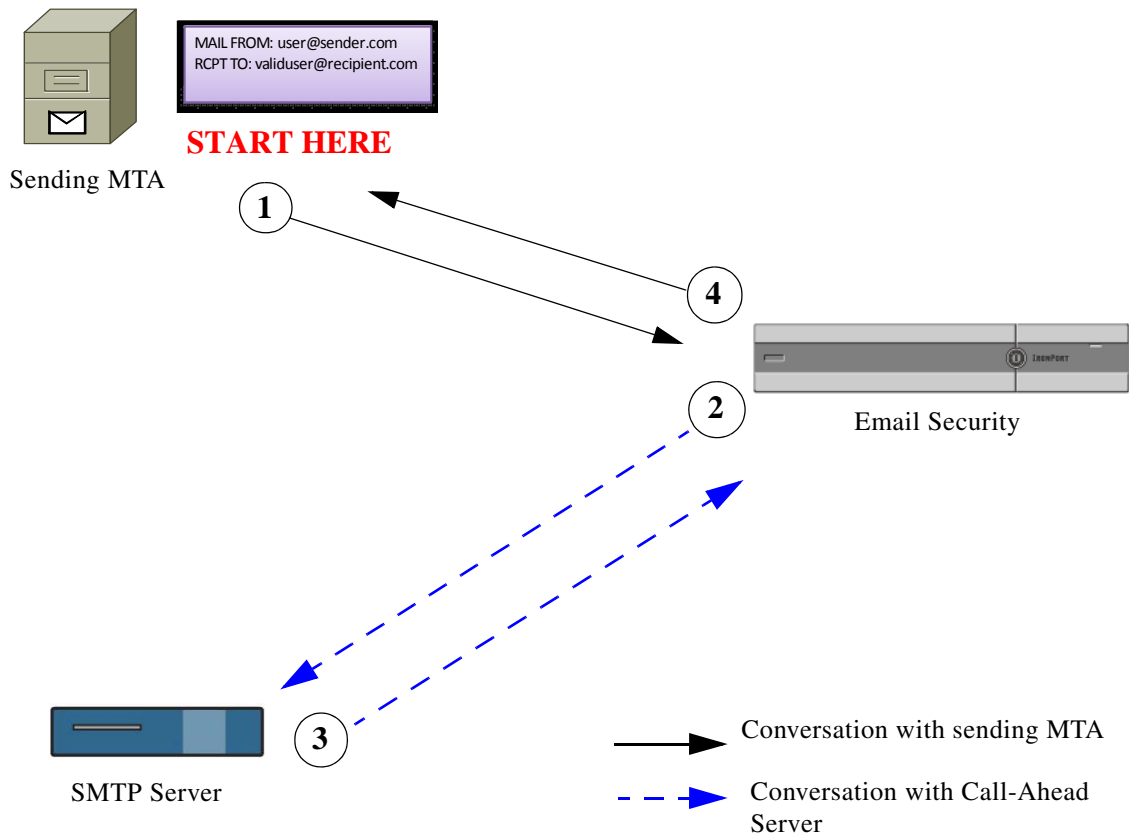 MAIL FROM: user@sender.com
RCPT TO: validuser@recipient.com
START HERE
Sending MTA
1
4
IRONPORT
2
Email Security
3
SMTP Server
Conversation with sending MTA
Conversation with Call-Ahead
Server